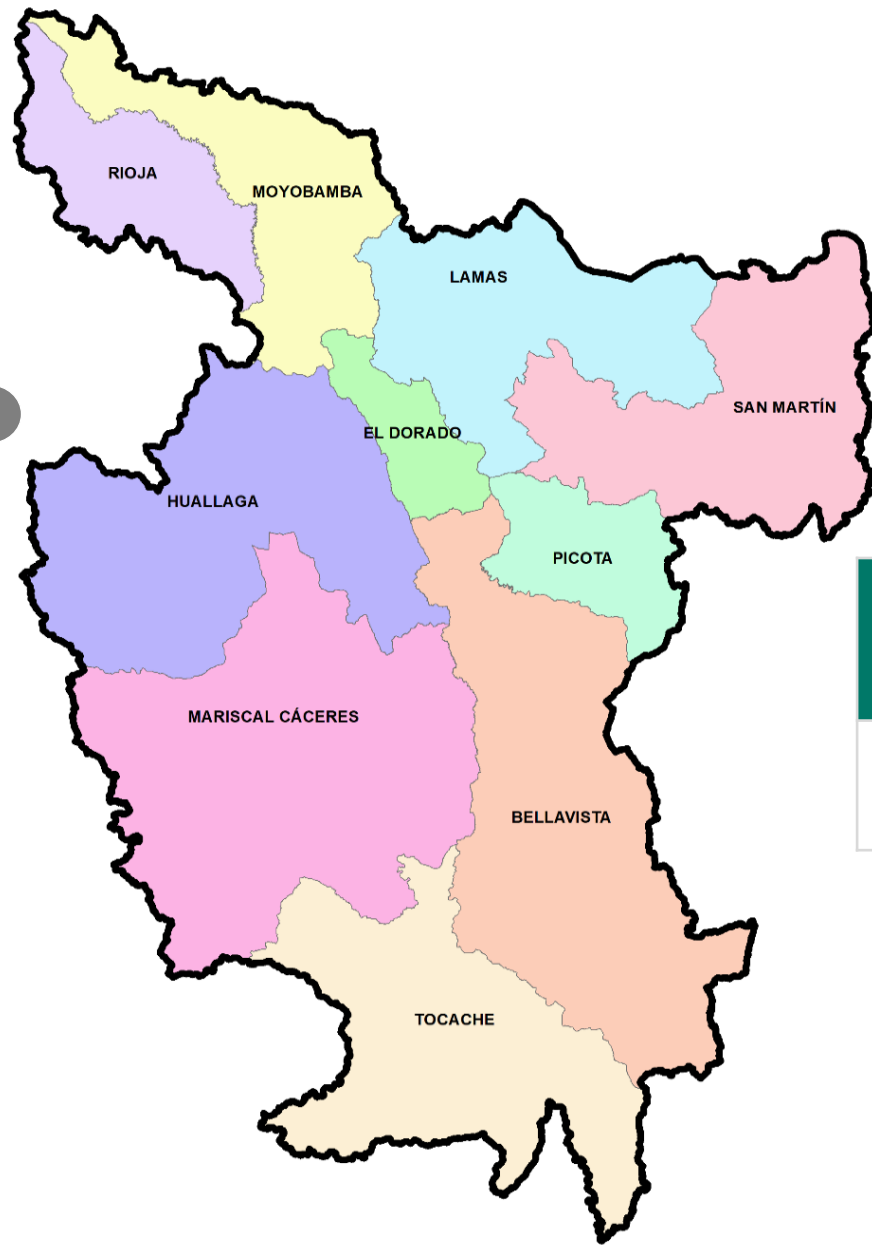 RIOJA
MOYOBAMBA
LAMAS
SAN MARTÍN
EL DORADO
HUALLAGA
PICOTA
MARISCAL CÁCERES
BELLAVISTA
TOCACHE